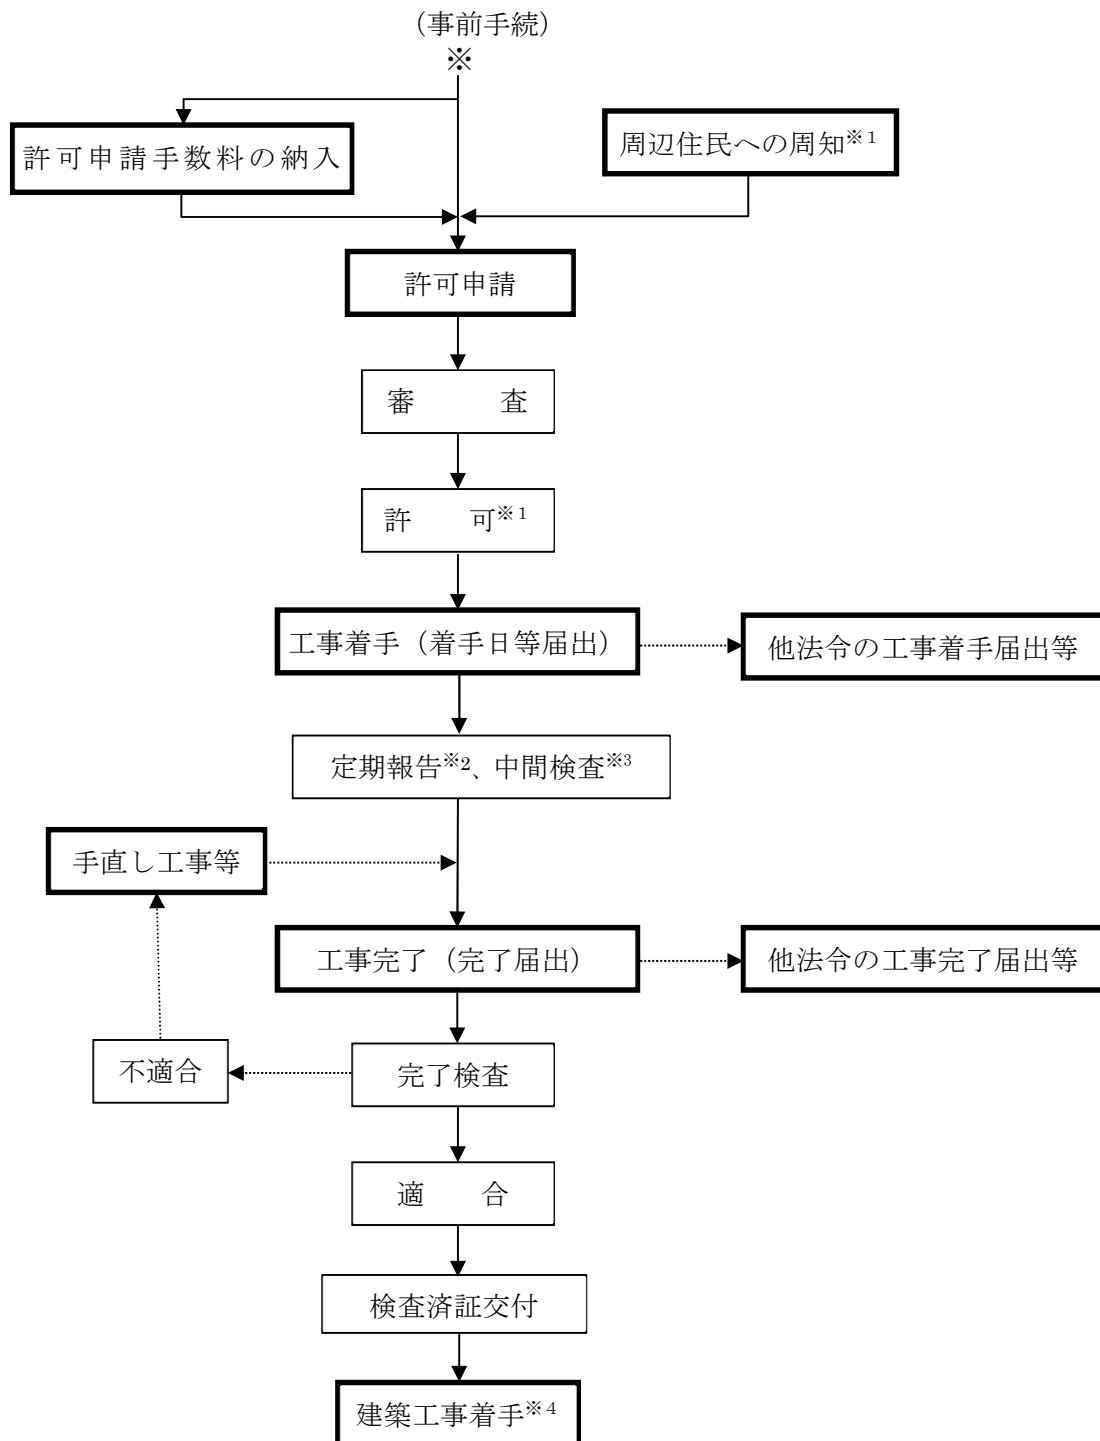 （事前手続）
※
許可申請手数料の納入
周辺住民への周知※1
許可申請
審　　査
許　　可※1
工事着手（着手日等届出）
他法令の工事着手届出等
定期報告※2、中間検査※3
手直し工事等
工事完了（完了届出）
他法令の工事完了届出等
不適合
完了検査
適　　合
検査済証交付
建築工事着手※4